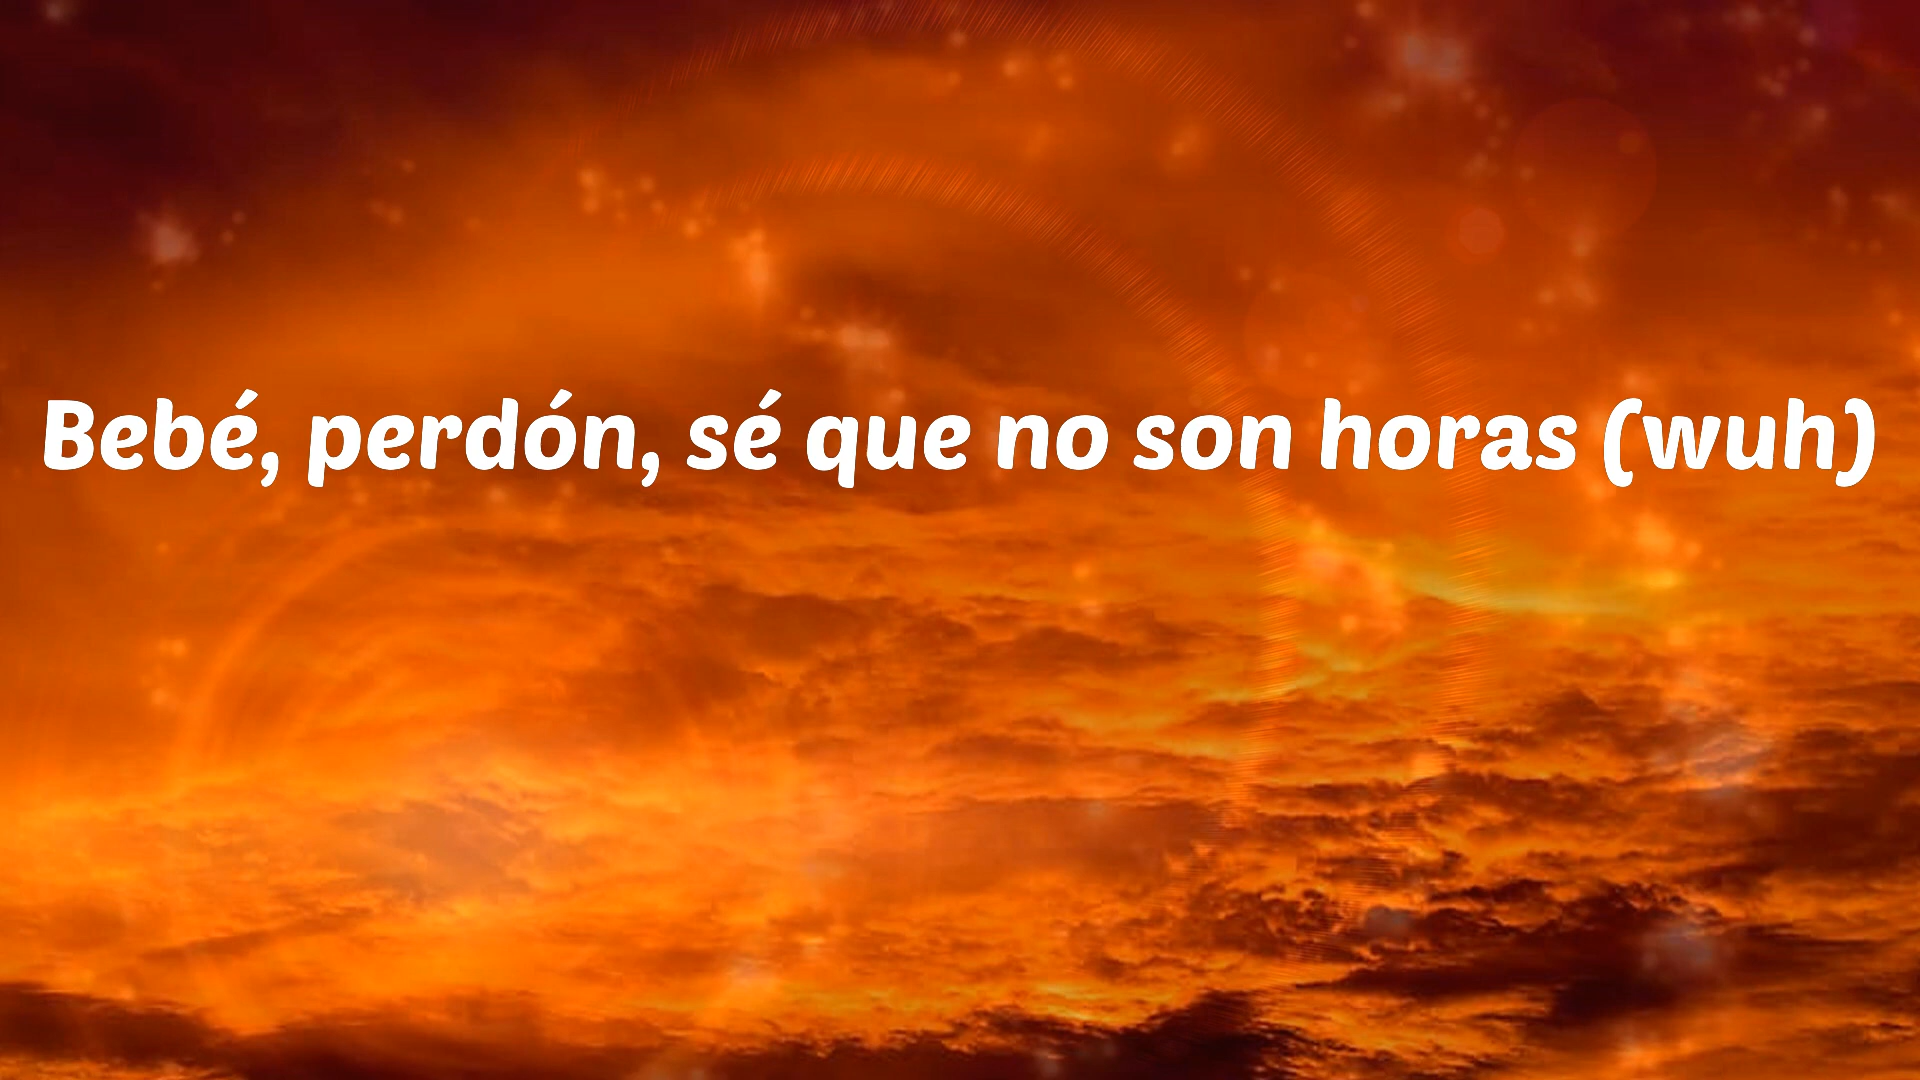 Bebé, perdón, sé que no son horas (wuh)